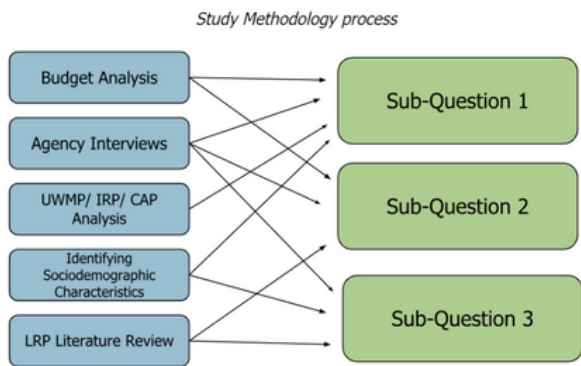 Study Methodology process
Budget Analysis
Agency Interviews
UWMP/ IRP/ CAP
Analysis
Identifying
Sociodemographic
Characteristics
LRP Literature Review
Sub-Question 1
Sub-Question 2
Sub-Question 3